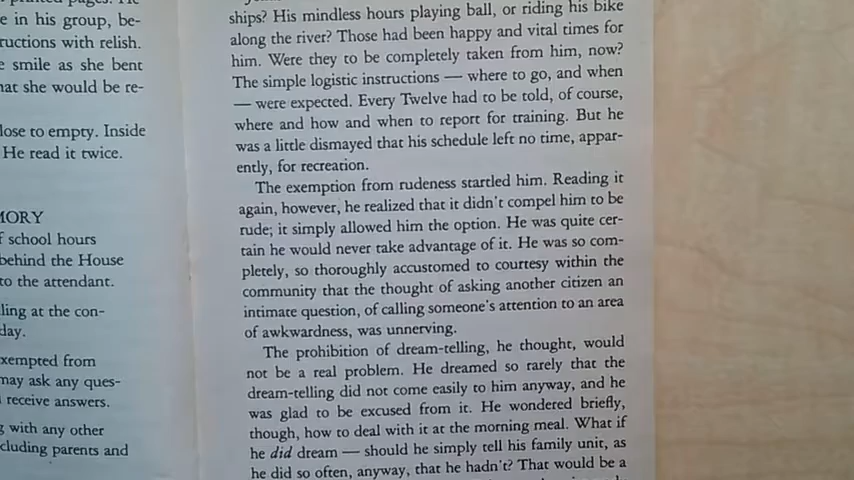 e in his group, be-
ructions with relish.
e smile as she bent
hat she would be re-
lose to empty. Inside
He read it twice.
MORY
f school hours
behind the House
to the attendant.
ling at the con-
day.
xempted from
may ask any ques-
receive answers.
g with any other
cluding parents and
ships? His mindless hours playing ball, or riding his bike
along the river? Those had been happy and vital times for
him. Were they to be completely taken from him, now?
The simple logistic instructions — where to go, and when
— were expected. Every Twelve had to be told, of course,
where and how and when to report for training. But he
was a little dismayed that his schedule left no time, appar-
ently, for recreation.
The exemption from rudeness startled him. Reading it
again, however, he realized that it didn't compel him to be
rude; it simply allowed him the option. He was quite cer-
tain he would never take advantage of it. He was so com-
pletely, so thoroughly accustomed to courtesy within the
community that the thought of asking another citizen an
intimate question, of calling someone's attention to an area
of awkwardness, was unnerving.
The prohibition of dream-telling, he thought, would
not be a real problem. He dreamed so rarely that the
dream-telling did not come easily to him anyway, and he
was glad to be excused from it. He wondered briefly,
though, how to deal with it at the morning meal. What if
he did dream — should he simply tell his family unit, as
he did so often, anyway, that he hadn't? That would be a